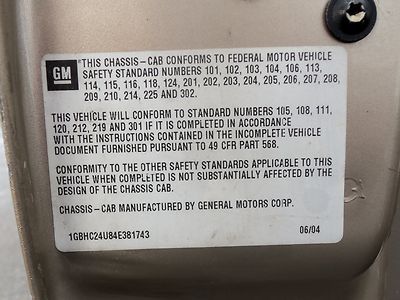 GM
THIS CHASSIS-CAB CONFORMS TO FEDERAL MOTOR VEHICLE
SAFETY STANDARD NUMBERS 101, 102, 103, 104, 106, 113,
114, 115, 116, 118, 124, 201, 202, 203, 204, 205, 206, 207, 208,
209, 210, 214, 225 AND 302.
THIS VEHICLE WILL CONFORM TO STANDARD NUMBERS 105, 108, 111,
120, 212, 219 AND 301 IF IT IS COMPLETED IN ACCORDANCE
WITH THE INSTRUCTIONS CONTAINED IN THE INCOMPLETE VEHICLE
DOCUMENT FURNISHED PURSUANT TO 49 CFR PART 568.
CONFORMITY TO THE OTHER SAFETY STANDARDS APPLICABLE TO THIS
VEHICLE WHEN COMPLETED IS NOT SUBSTANTIALLY AFFECTED BY THE
DESIGN OF THE CHASSIS CAB.
CHASSIS-CAB MANUFACTURED BY GENERAL MOTORS CORP.
1GBHC24U84E381743 06/04